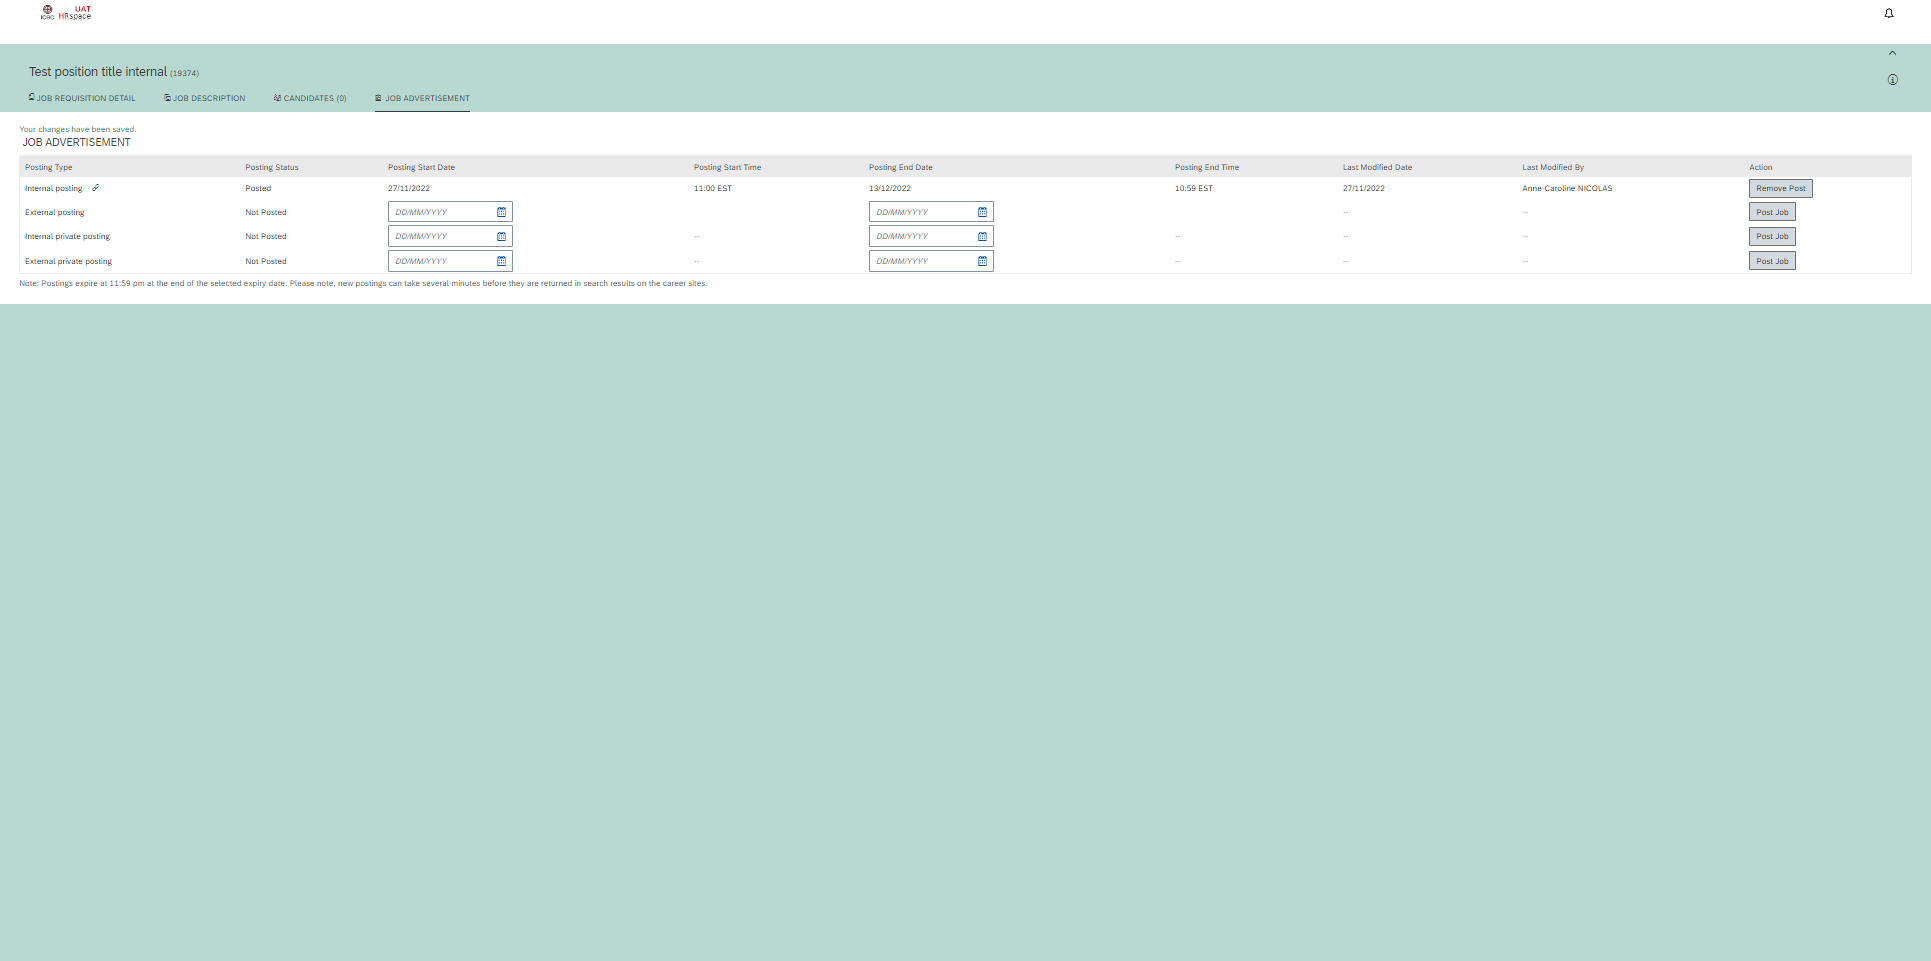 ICRC UAT HRspace
Test position title internal (19374)
JOB REQUISITION DETAIL JOB DESCRIPTION CANDIDATES (0) JOB ADVERTISEMENT
Your changes have been saved.
JOB ADVERTISEMENT
Posting Type Posting Status Posting Start Date Posting Start Time Posting End Date Posting End Time Last Modified Date Last Modified By Action
Internal posting Posted 27/11/2022 11:00 EST 13/12/2022 10:59 EST 27/11/2022 Anne-Caroline NICOLAS Remove Post
External posting Not Posted DD/MM/YYYY DD/MM/YYYY -- -- Post Job
Internal private posting Not Posted DD/MM/YYYY -- DD/MM/YYYY -- -- -- Post Job
External private posting Not Posted DD/MM/YYYY -- DD/MM/YYYY -- -- -- Post Job
Note: Postings expire at 11:59 pm at the end of the selected expiry date. Please note, new postings can take several minutes before they are returned in search results on the career sites.